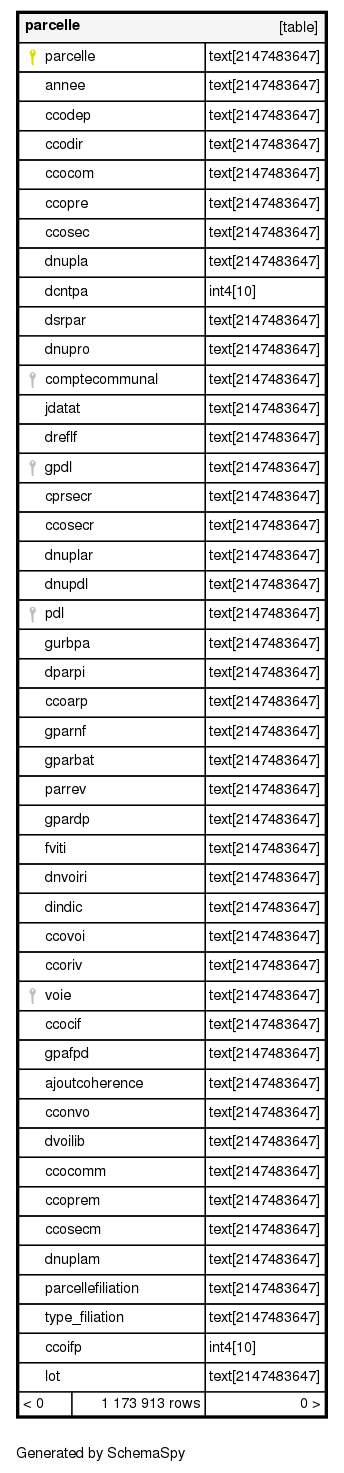 parcelle [table]
parcelle text[2147483647]
annee text[2147483647]
ccodep text[2147483647]
ccodir text[2147483647]
ccocom text[2147483647]
ccopre text[2147483647]
ccosec text[2147483647]
dnupla text[2147483647]
dcntpa int4[10]
dsrpar text[2147483647]
dnupro text[2147483647]
comptecommunal text[2147483647]
jdatat text[2147483647]
dreflf text[2147483647]
gpdl text[2147483647]
cprsecr text[2147483647]
ccosecr text[2147483647]
dnuplar text[2147483647]
dnupdl text[2147483647]
pdl text[2147483647]
gurbpa text[2147483647]
dparpi text[2147483647]
ccoarp text[2147483647]
gparnf text[2147483647]
gparbat text[2147483647]
parrev text[2147483647]
gpardp text[2147483647]
fviti text[2147483647]
dnvoiri text[2147483647]
dindic text[2147483647]
ccovoi text[2147483647]
ccoriv text[2147483647]
voie text[2147483647]
ccocif text[2147483647]
gpafpd text[2147483647]
ajoutcoherence text[2147483647]
cconvo text[2147483647]
dvoilib text[2147483647]
ccocomm text[2147483647]
ccoprem text[2147483647]
ccosecm text[2147483647]
dnuplam text[2147483647]
parcellefiliation text[2147483647]
type_filiation text[2147483647]
ccoifp int4[10]
lot text[2147483647]
< 0 1 173 913 rows 0 >
Generated by SchemaSpy